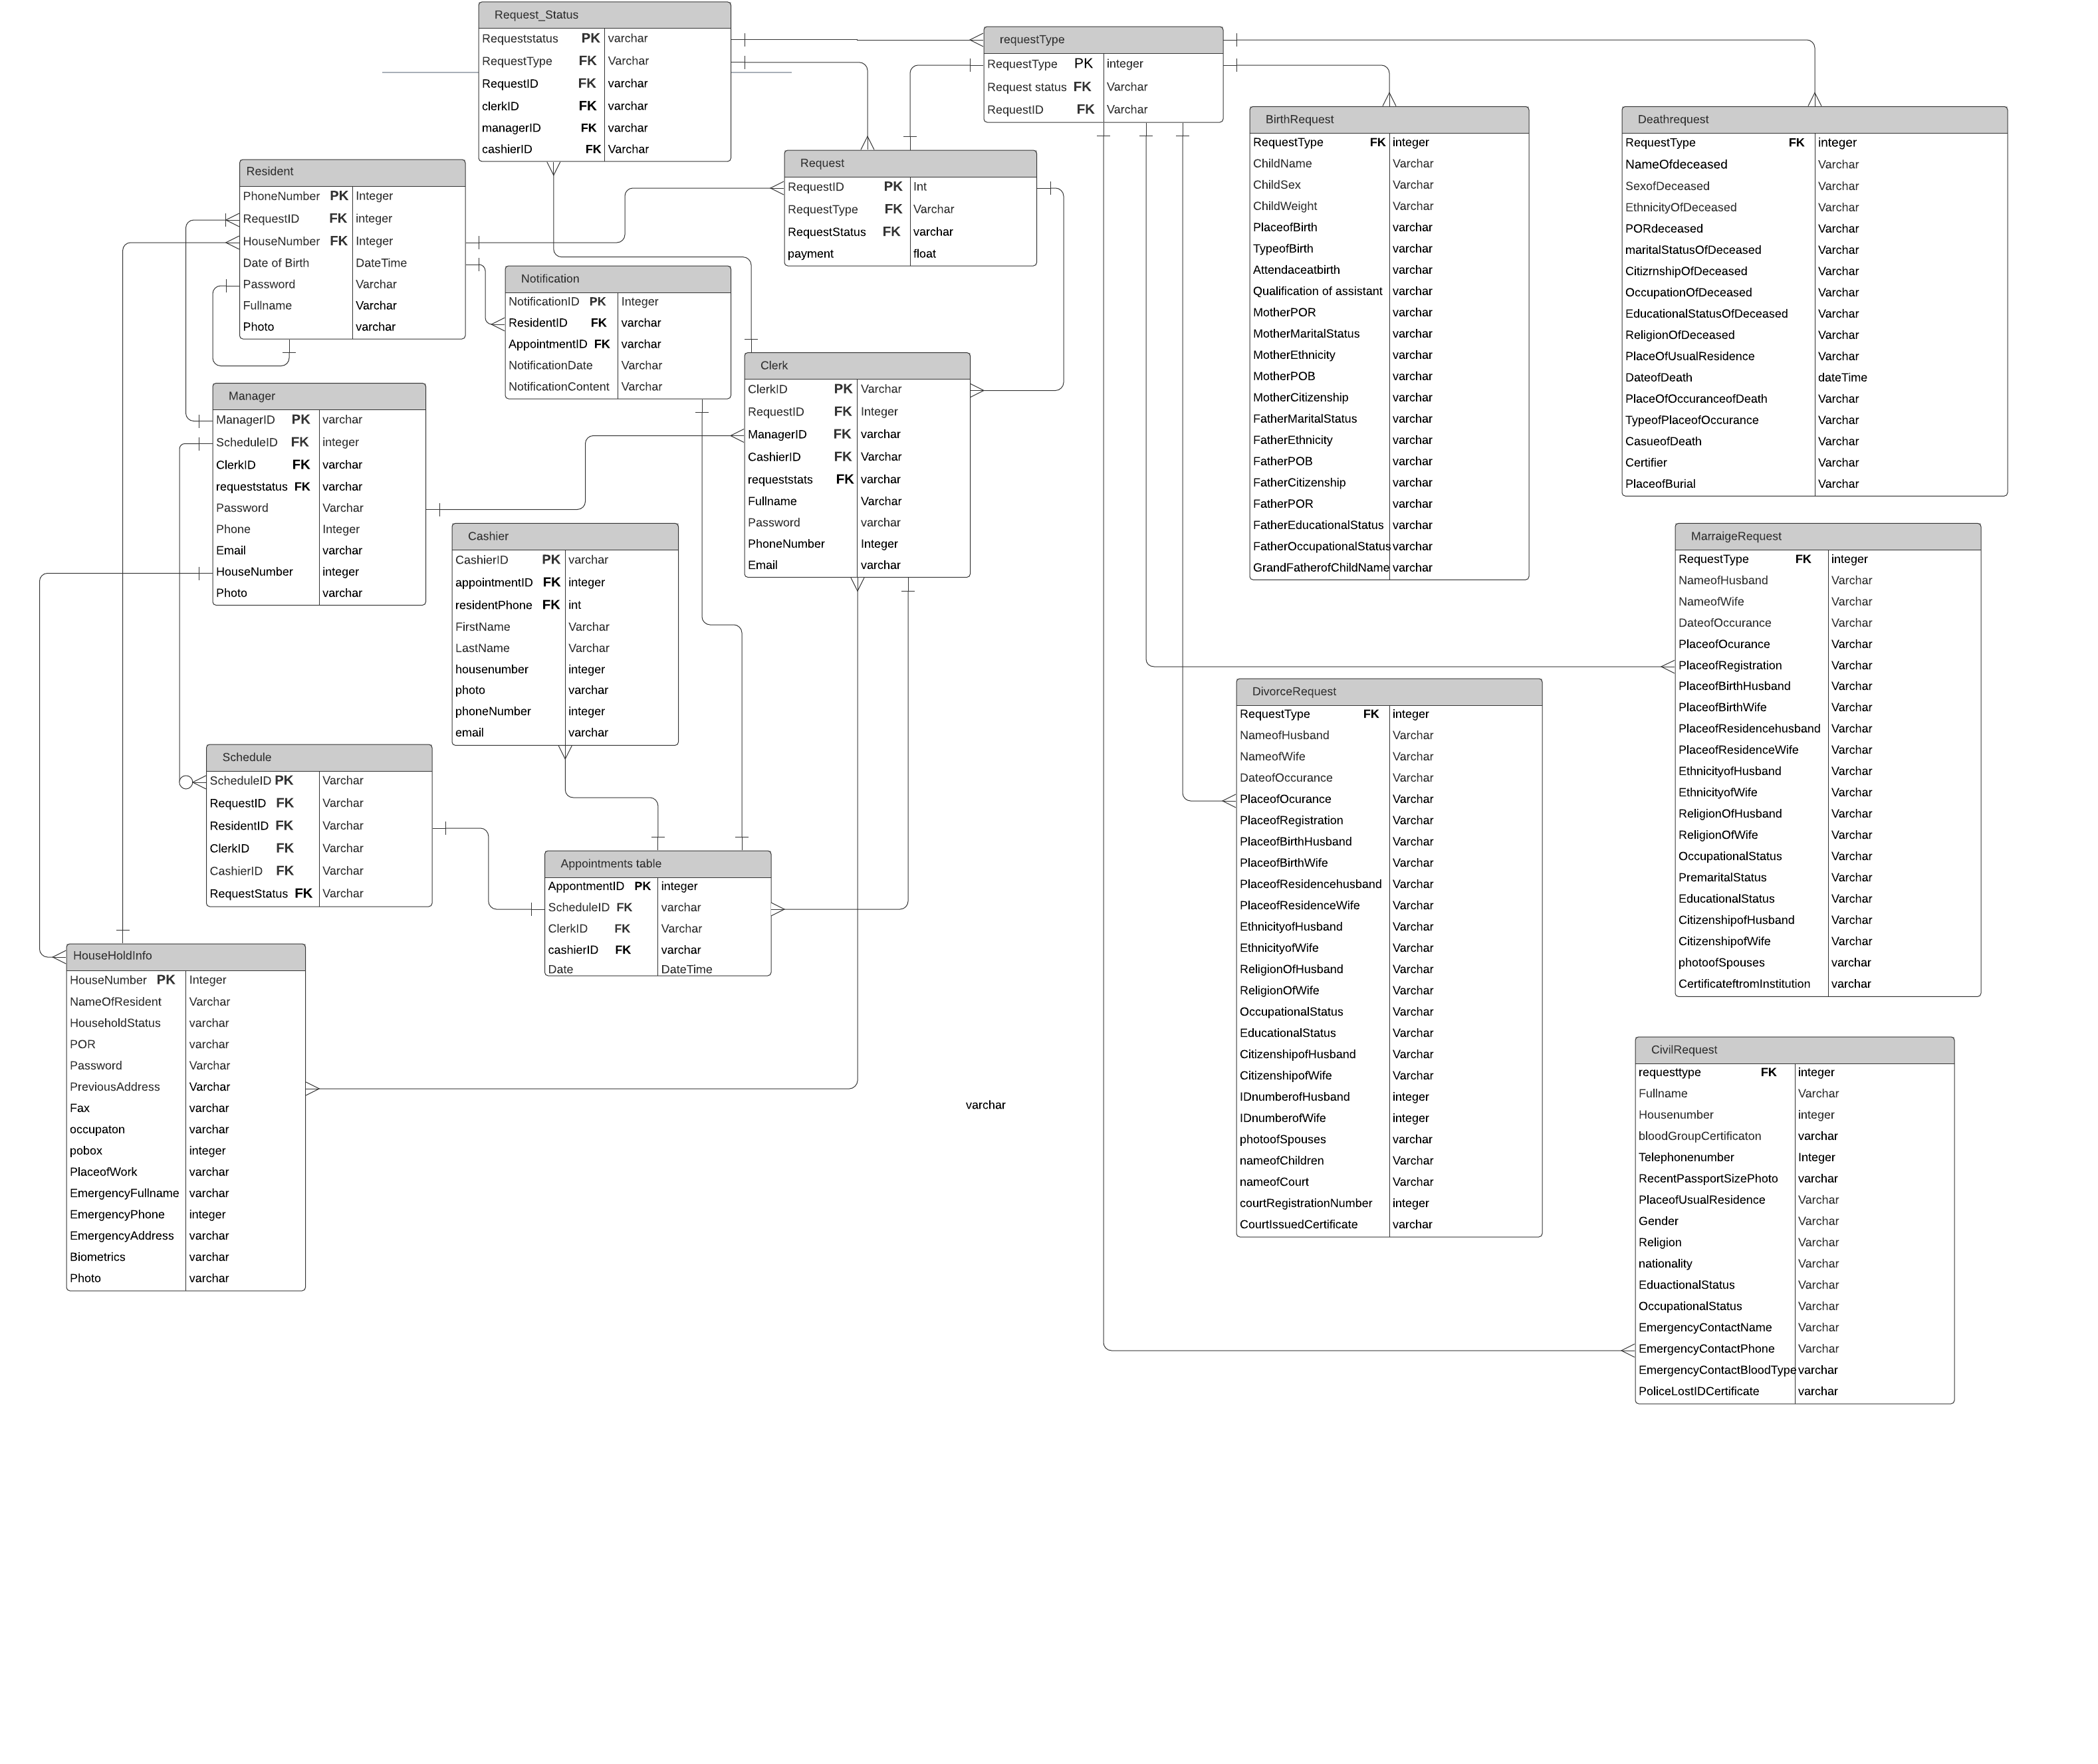 Request_Status
Requeststatus PK varchar
RequestType FK Varchar
RequestID FK varchar
clerkID FK varchar
managerID FK varchar
cashierID FK Varchar
requestType
RequestType PK integer
Request status FK Varchar
RequestID FK Varchar
BirthRequest
RequestType FK integer
ChildName Varchar
ChildSex Varchar
ChildWeight Varchar
PlaceofBirth varchar
TypeofBirth varchar
Attendaceatbirth varchar
Qualification of assistant varchar
MotherPOR varchar
MotherMaritalStatus varchar
MotherEthnicity varchar
MotherPOB varchar
MotherCitizenship varchar
FatherMaritalStatus varchar
FatherEthnicity varchar
FatherPOB varchar
FatherCitizenship varchar
FatherPOR varchar
FatherEducationalStatus varchar
FatherOccupationalStatus varchar
GrandFatherofChildName varchar
Deathrequest
RequestType FK integer
NameOfdeceased Varchar
SexofDeceased Varchar
EthnicityOfDeceased Varchar
PORdeceased Varchar
maritalStatusOfDeceased Varchar
CitizrnshipOfDeceased Varchar
OccupationOfDeceased Varchar
EducationalStatusOfDeceased Varchar
ReligionOfDeceased Varchar
PlaceOfUsualResidence Varchar
DateofDeath dateTime
PlaceOfOccuranceofDeath Varchar
TypeofPlaceofOccurance Varchar
CasueofDeath Varchar
Certifier Varchar
PlaceofBurial Varchar
Resident
PhoneNumber PK Integer
RequestID FK integer
HouseNumber FK Integer
Date of Birth DateTime
Password Varchar
Fullname Varchar
Photo varchar
Request
RequestID PK Int
RequestType FK Varchar
RequestStatus FK varchar
payment float
Notification
NotificationID PK Integer
ResidentID FK varchar
AppointmentID FK varchar
NotificationDate Varchar
NotificationContent Varchar
Clerk
ClerkID PK Varchar
RequestID FK Integer
ManagerID FK varchar
CashierID FK Varchar
requeststats FK varchar
Fullname Varchar
Password varchar
PhoneNumber Integer
Email varchar
Manager
ManagerID PK varchar
ScheduleID FK integer
ClerkID FK varchar
requeststatus FK varchar
Password Varchar
Phone Integer
Email varchar
HouseNumber integer
Photo varchar
Cashier
CashierID PK varchar
appointmentID FK integer
residentPhone FK int
FirstName Varchar
LastName Varchar
housenumber integer
photo varchar
phoneNumber integer
email varchar
MarraigeRequest
RequestType FK integer
NameofHusband Varchar
NameofWife Varchar
DateofOccurance Varchar
PlaceofOcurance Varchar
PlaceofRegistration Varchar
PlaceofBirthHusband Varchar
PlaceofBirthWife Varchar
PlaceofResidencehusband Varchar
PlaceofResidenceWife Varchar
EthnicityofHusband Varchar
EthnicityofWife Varchar
ReligionOfHusband Varchar
ReligionOfWife Varchar
OccupationalStatus Varchar
PremaritalStatus Varchar
EducationalStatus Varchar
CitizenshipofHusband Varchar
CitizenshipofWife Varchar
photoofSpouses varchar
CertificateftromInstitution varchar
DivorceRequest
RequestType FK integer
NameofHusband Varchar
NameofWife Varchar
DateofOccurance Varchar
PlaceofOcurance Varchar
PlaceofRegistration Varchar
PlaceofBirthHusband Varchar
PlaceofBirthWife Varchar
PlaceofResidencehusband Varchar
PlaceofResidenceWife Varchar
EthnicityofHusband Varchar
EthnicityofWife Varchar
ReligionOfHusband Varchar
ReligionOfWife Varchar
OccupationalStatus Varchar
EducationalStatus Varchar
CitizenshipofHusband Varchar
CitizenshipofWife Varchar
IDnumberofHusband integer
IDnumberofWife integer
photoofSpouses varchar
nameofChildren Varchar
nameofCourt Varchar
courtRegistrationNumber integer
CourtIssuedCertificate varchar
Schedule
ScheduleID PK Varchar
RequestID FK Varchar
ResidentID FK Varchar
ClerkID FK Varchar
CashierID FK Varchar
RequestStatus FK Varchar
Appointments table
AppontmentID PK integer
ScheduleID FK varchar
ClerkID FK Varchar
cashierID FK varchar
Date DateTime
HouseHoldInfo
HouseNumber PK Integer
NameOfResident Varchar
HouseholdStatus varchar
POR varchar
Password Varchar
PreviousAddress Varchar
Fax varchar
occupaton varchar
pobox integer
PlaceofWork varchar
EmergencyFullname varchar
EmergencyPhone integer
EmergencyAddress varchar
Biometrics varchar
Photo varchar
varchar
CivilRequest
requesttype FK integer
Fullname Varchar
Housenumber integer
bloodGroupCertificaton varchar
Telephonenumber Integer
RecentPassportSizePhoto varchar
PlaceofUsualResidence Varchar
Gender Varchar
Religion Varchar
nationality Varchar
EduactionalStatus Varchar
OccupationalStatus Varchar
EmergencyContactName Varchar
EmergencyContactPhone Varchar
EmergencyContactBloodType varchar
PoliceLostIDCertificate varchar